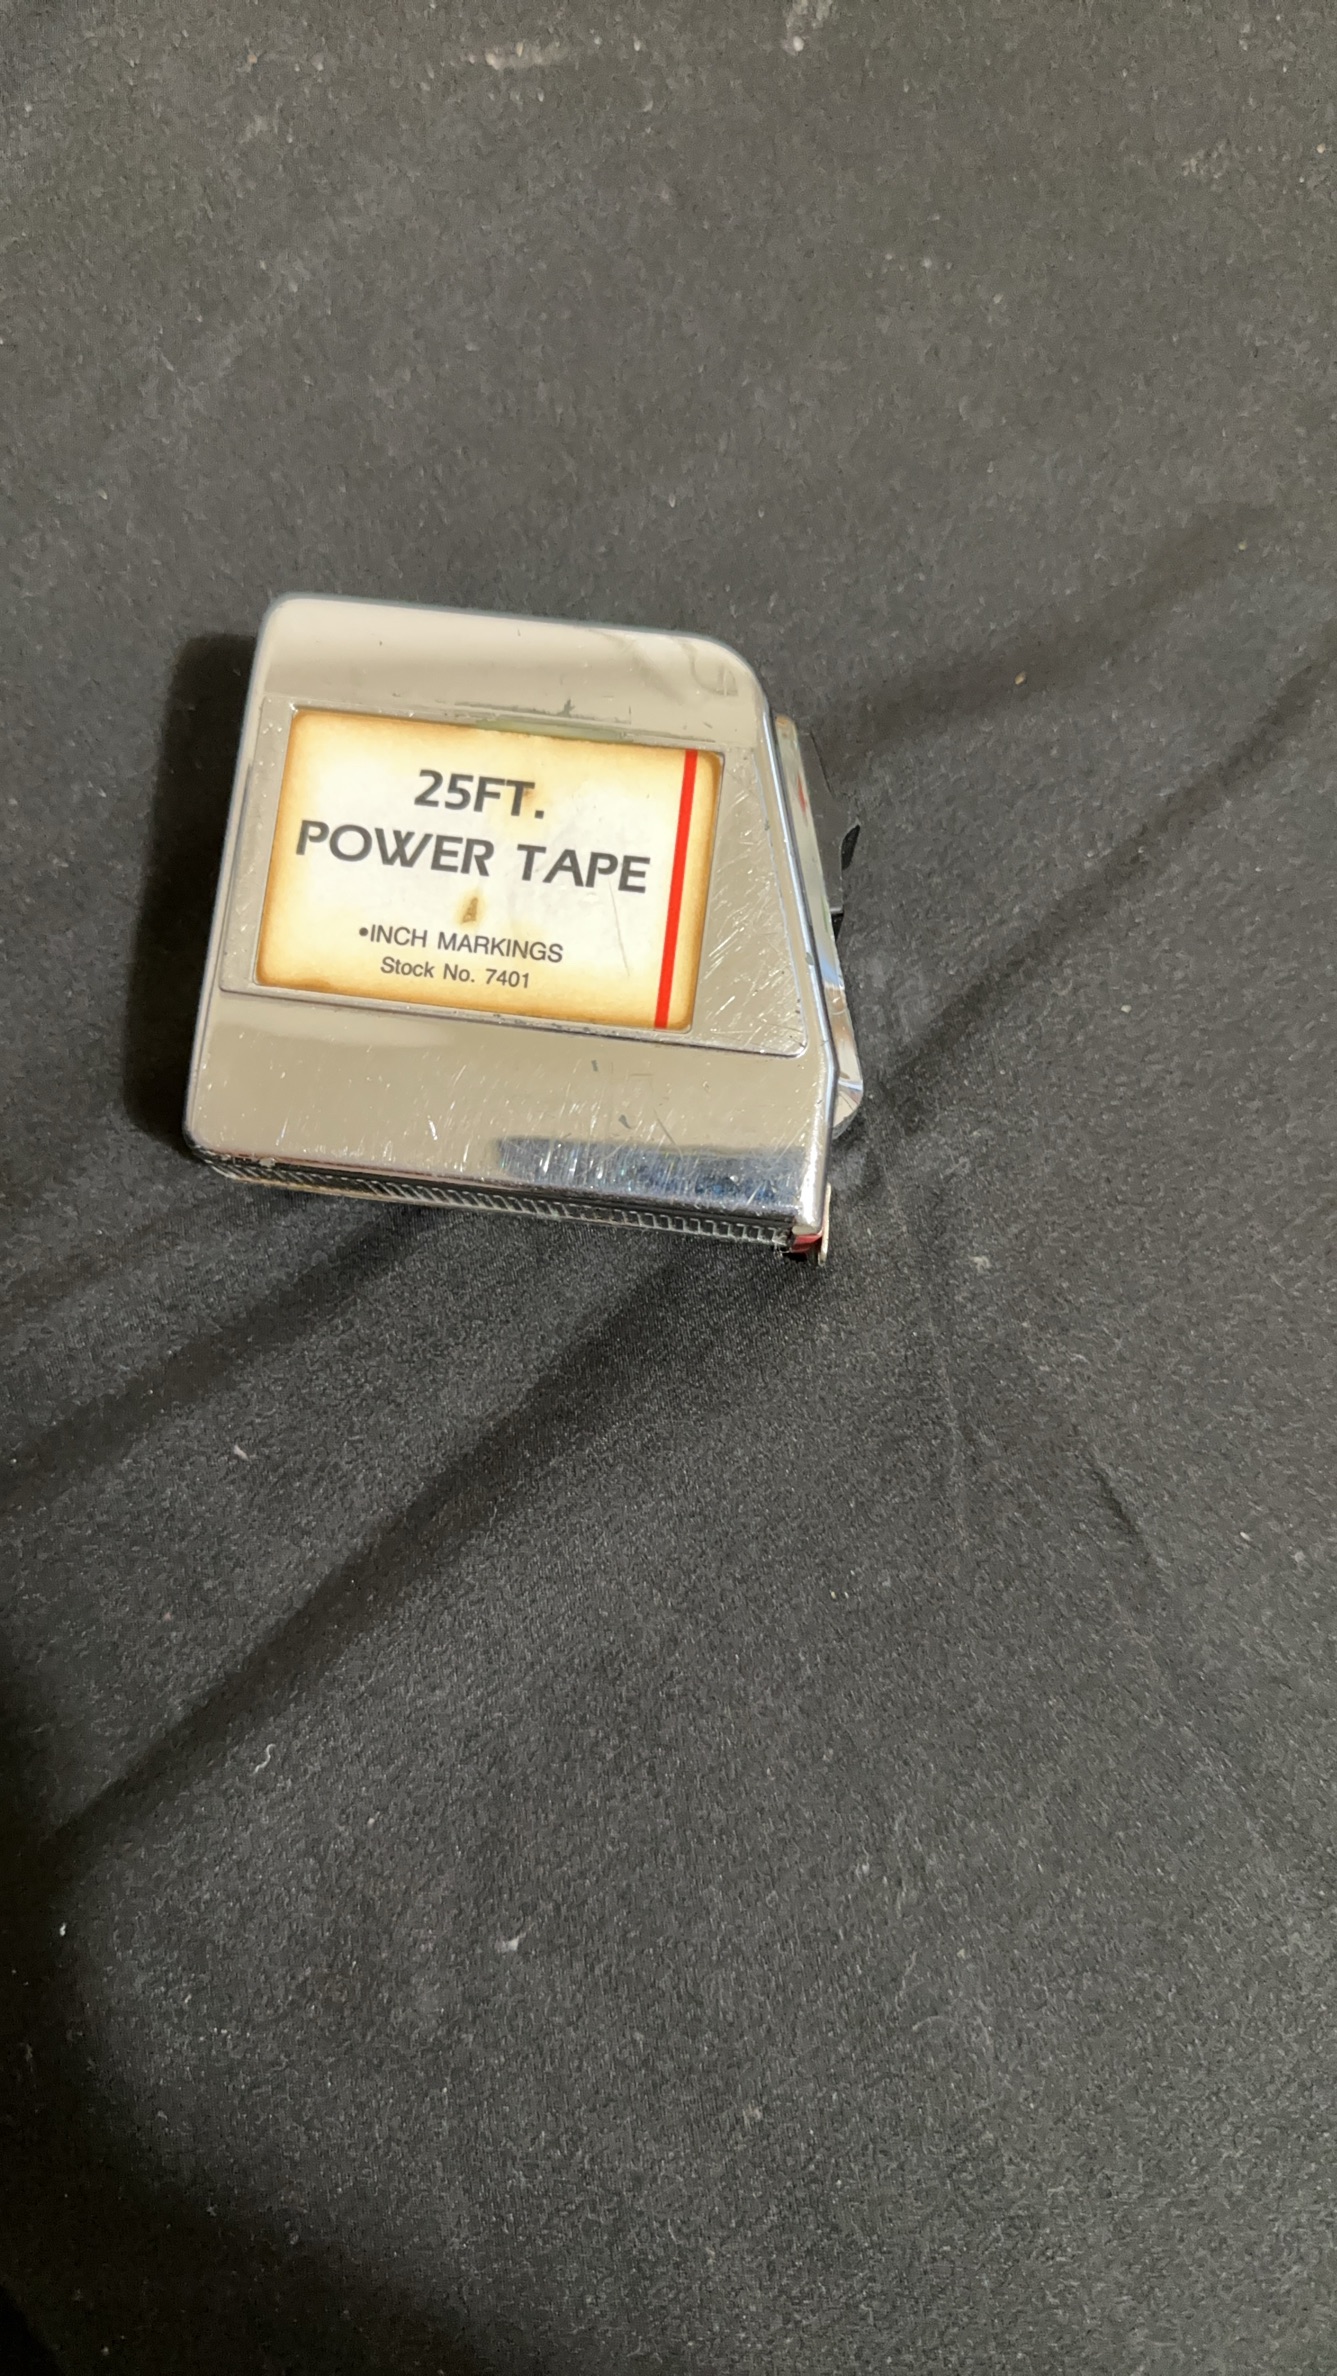 25FT.
POWER TAPE
•INCH MARKINGS
Stock No. 7401